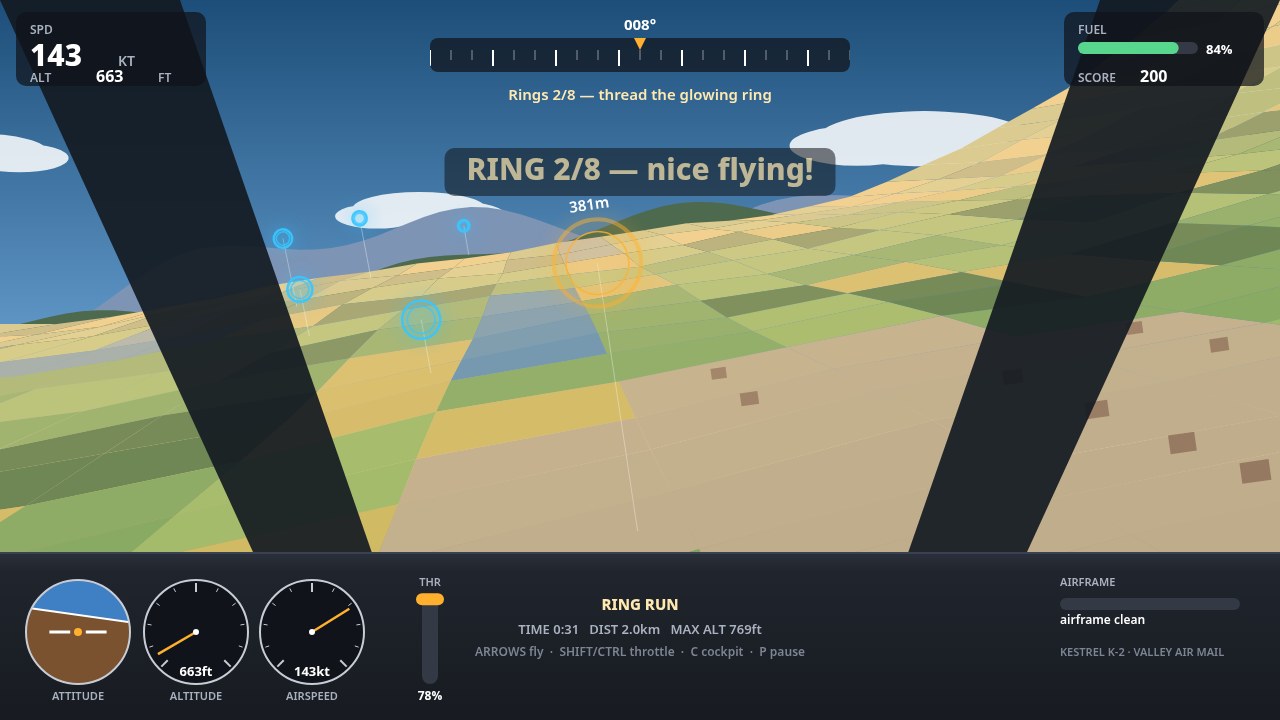 SPD
143 KT
ALT 663 FT
008°
Rings 2/8 — thread the glowing ring
FUEL
84%
SCORE 200
RING 2/8 — nice flying!
381m
663ft
ALTITUDE
143kt
AIRSPEED
ATTITUDE
THR
78%
RING RUN
TIME 0:31 DIST 2.0km MAX ALT 769ft
ARROWS fly · SHIFT/CTRL throttle · C cockpit · P pause
AIRFRAME
airframe clean
KESTREL K-2 · VALLEY AIR MAIL